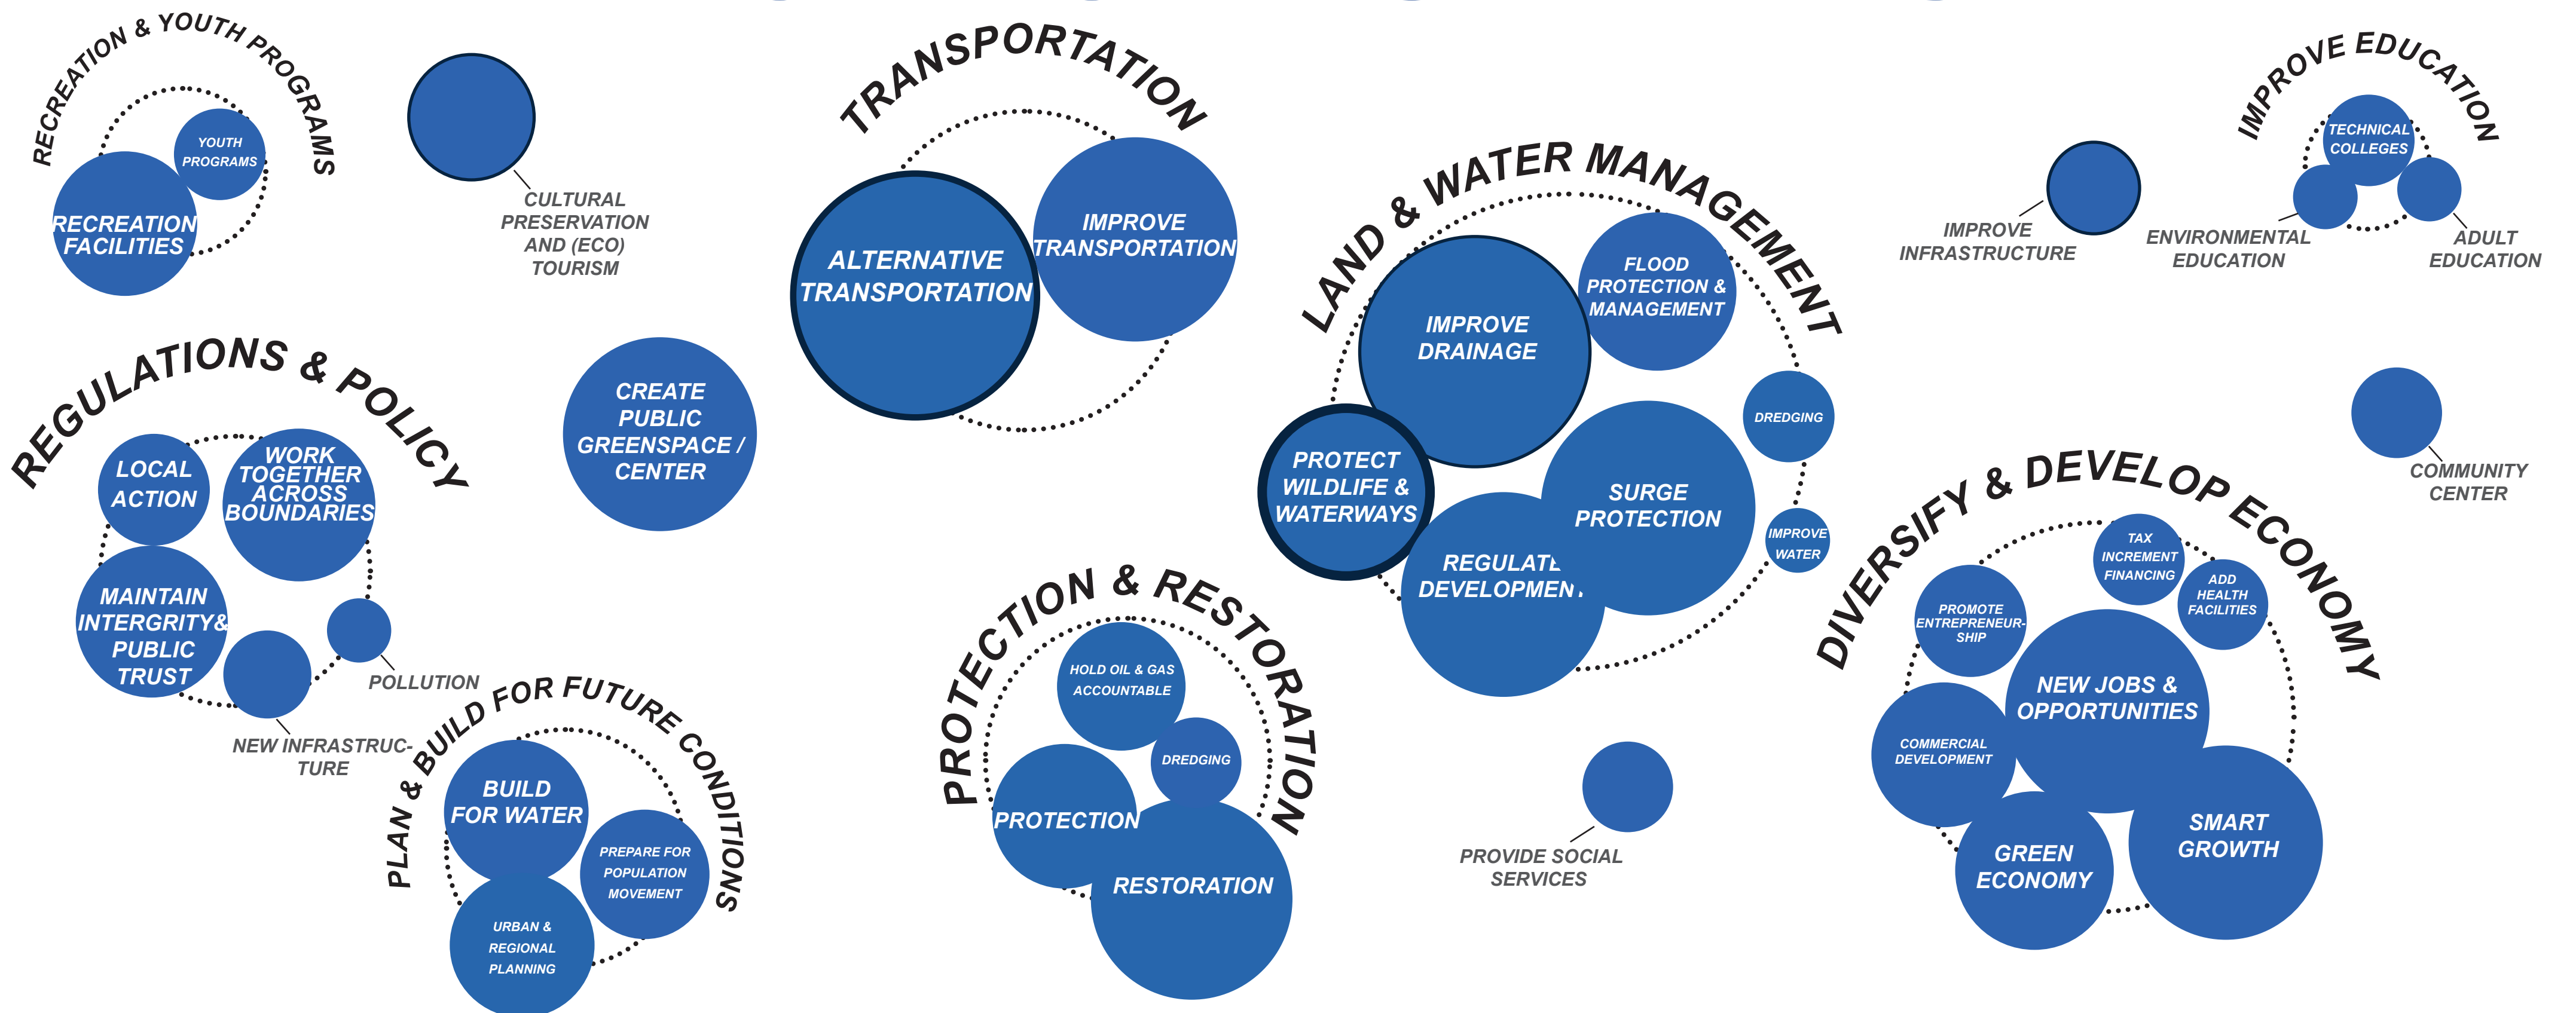 RECREATION & YOUTH PROGRAMS
YOUTH
PROGRAMS
RECREATION
FACILITIES
CULTURAL
PRESERVATION
AND (ECO)
TOURISM
TRANSPORTATION
ALTERNATIVE
TRANSPORTATION
IMPROVE
TRANSPORTATION
LAND & WATER MANAGEMENT
IMPROVE
DRAINAGE
FLOOD
PROTECTION &
MANAGEMENT
DREDGING
PROTECT
WILDLIFE &
WATERWAYS
SURGE
PROTECTION
IMPROVE
WATER
REGULATE
DEVELOPMENT
IMPROVE
INFRASTRUCTURE
IMPROVE EDUCATION
TECHNICAL
COLLEGES
ENVIRONMENTAL
EDUCATION
ADULT
EDUCATION
COMMUNITY
CENTER
REGULATIONS & POLICY
LOCAL
ACTION
WORK
TOGETHER
ACROSS
BOUNDARIES
MAINTAIN
INTERGRITY&
PUBLIC
TRUST
POLLUTION
NEW INFRASTRUC-
TURE
CREATE
PUBLIC
GREENSPACE /
CENTER
PLAN & BUILD FOR FUTURE CONDITIONS
BUILD
FOR WATER
PREPARE FOR
POPULATION
MOVEMENT
URBAN &
REGIONAL
PLANNING
PROTECTION & RESTORATION
HOLD OIL & GAS
ACCOUNTABLE
DREDGING
PROTECTION
RESTORATION
PROVIDE SOCIAL
SERVICES
DIVERSIFY & DEVELOP ECONOMY
TAX
INCREMENT
FINANCING
ADD
HEALTH
FACILITIES
PROMOTE
ENTREPRENEUR-
SHIP
NEW JOBS &
OPPORTUNITIES
COMMERCIAL
DEVELOPMENT
SMART
GROWTH
GREEN
ECONOMY